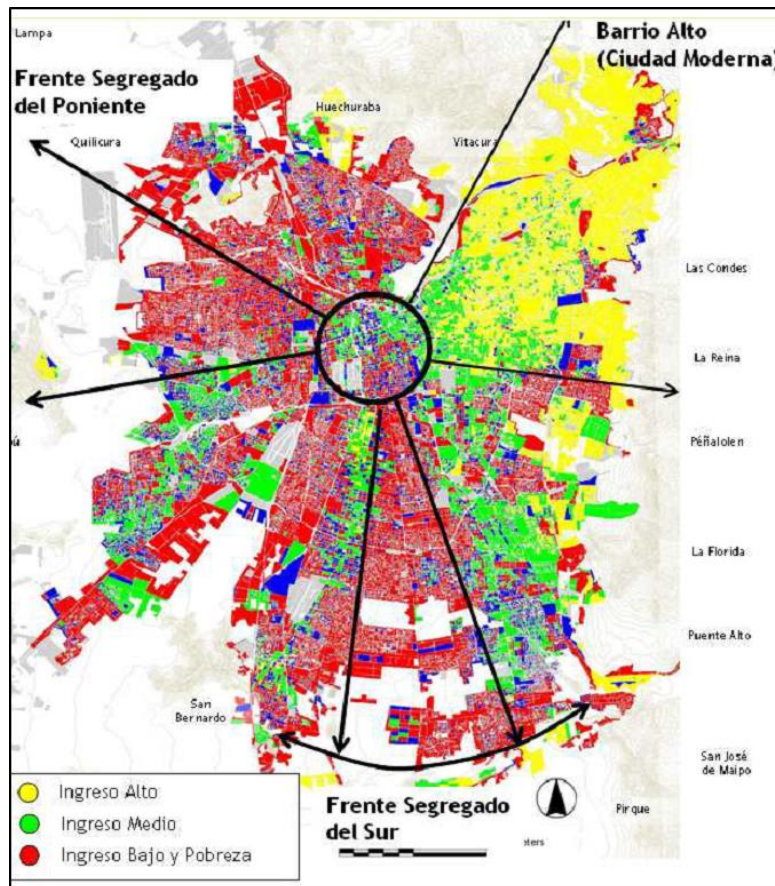 Lampa
Barrio Alto
(Ciudad Moderna)
Frente Segregado
del Poniente
Huechuraba
Quilicura
Vitacura
Las Condes
La Reina
Péñalolen
ú
La Florida
Puente Alto
San
Bernardo
San José
de Maipo
Ingreso Alto
Ingreso Medio
Ingreso Bajo y Pobreza
Frente Segregado
del Sur
Pirque
eters